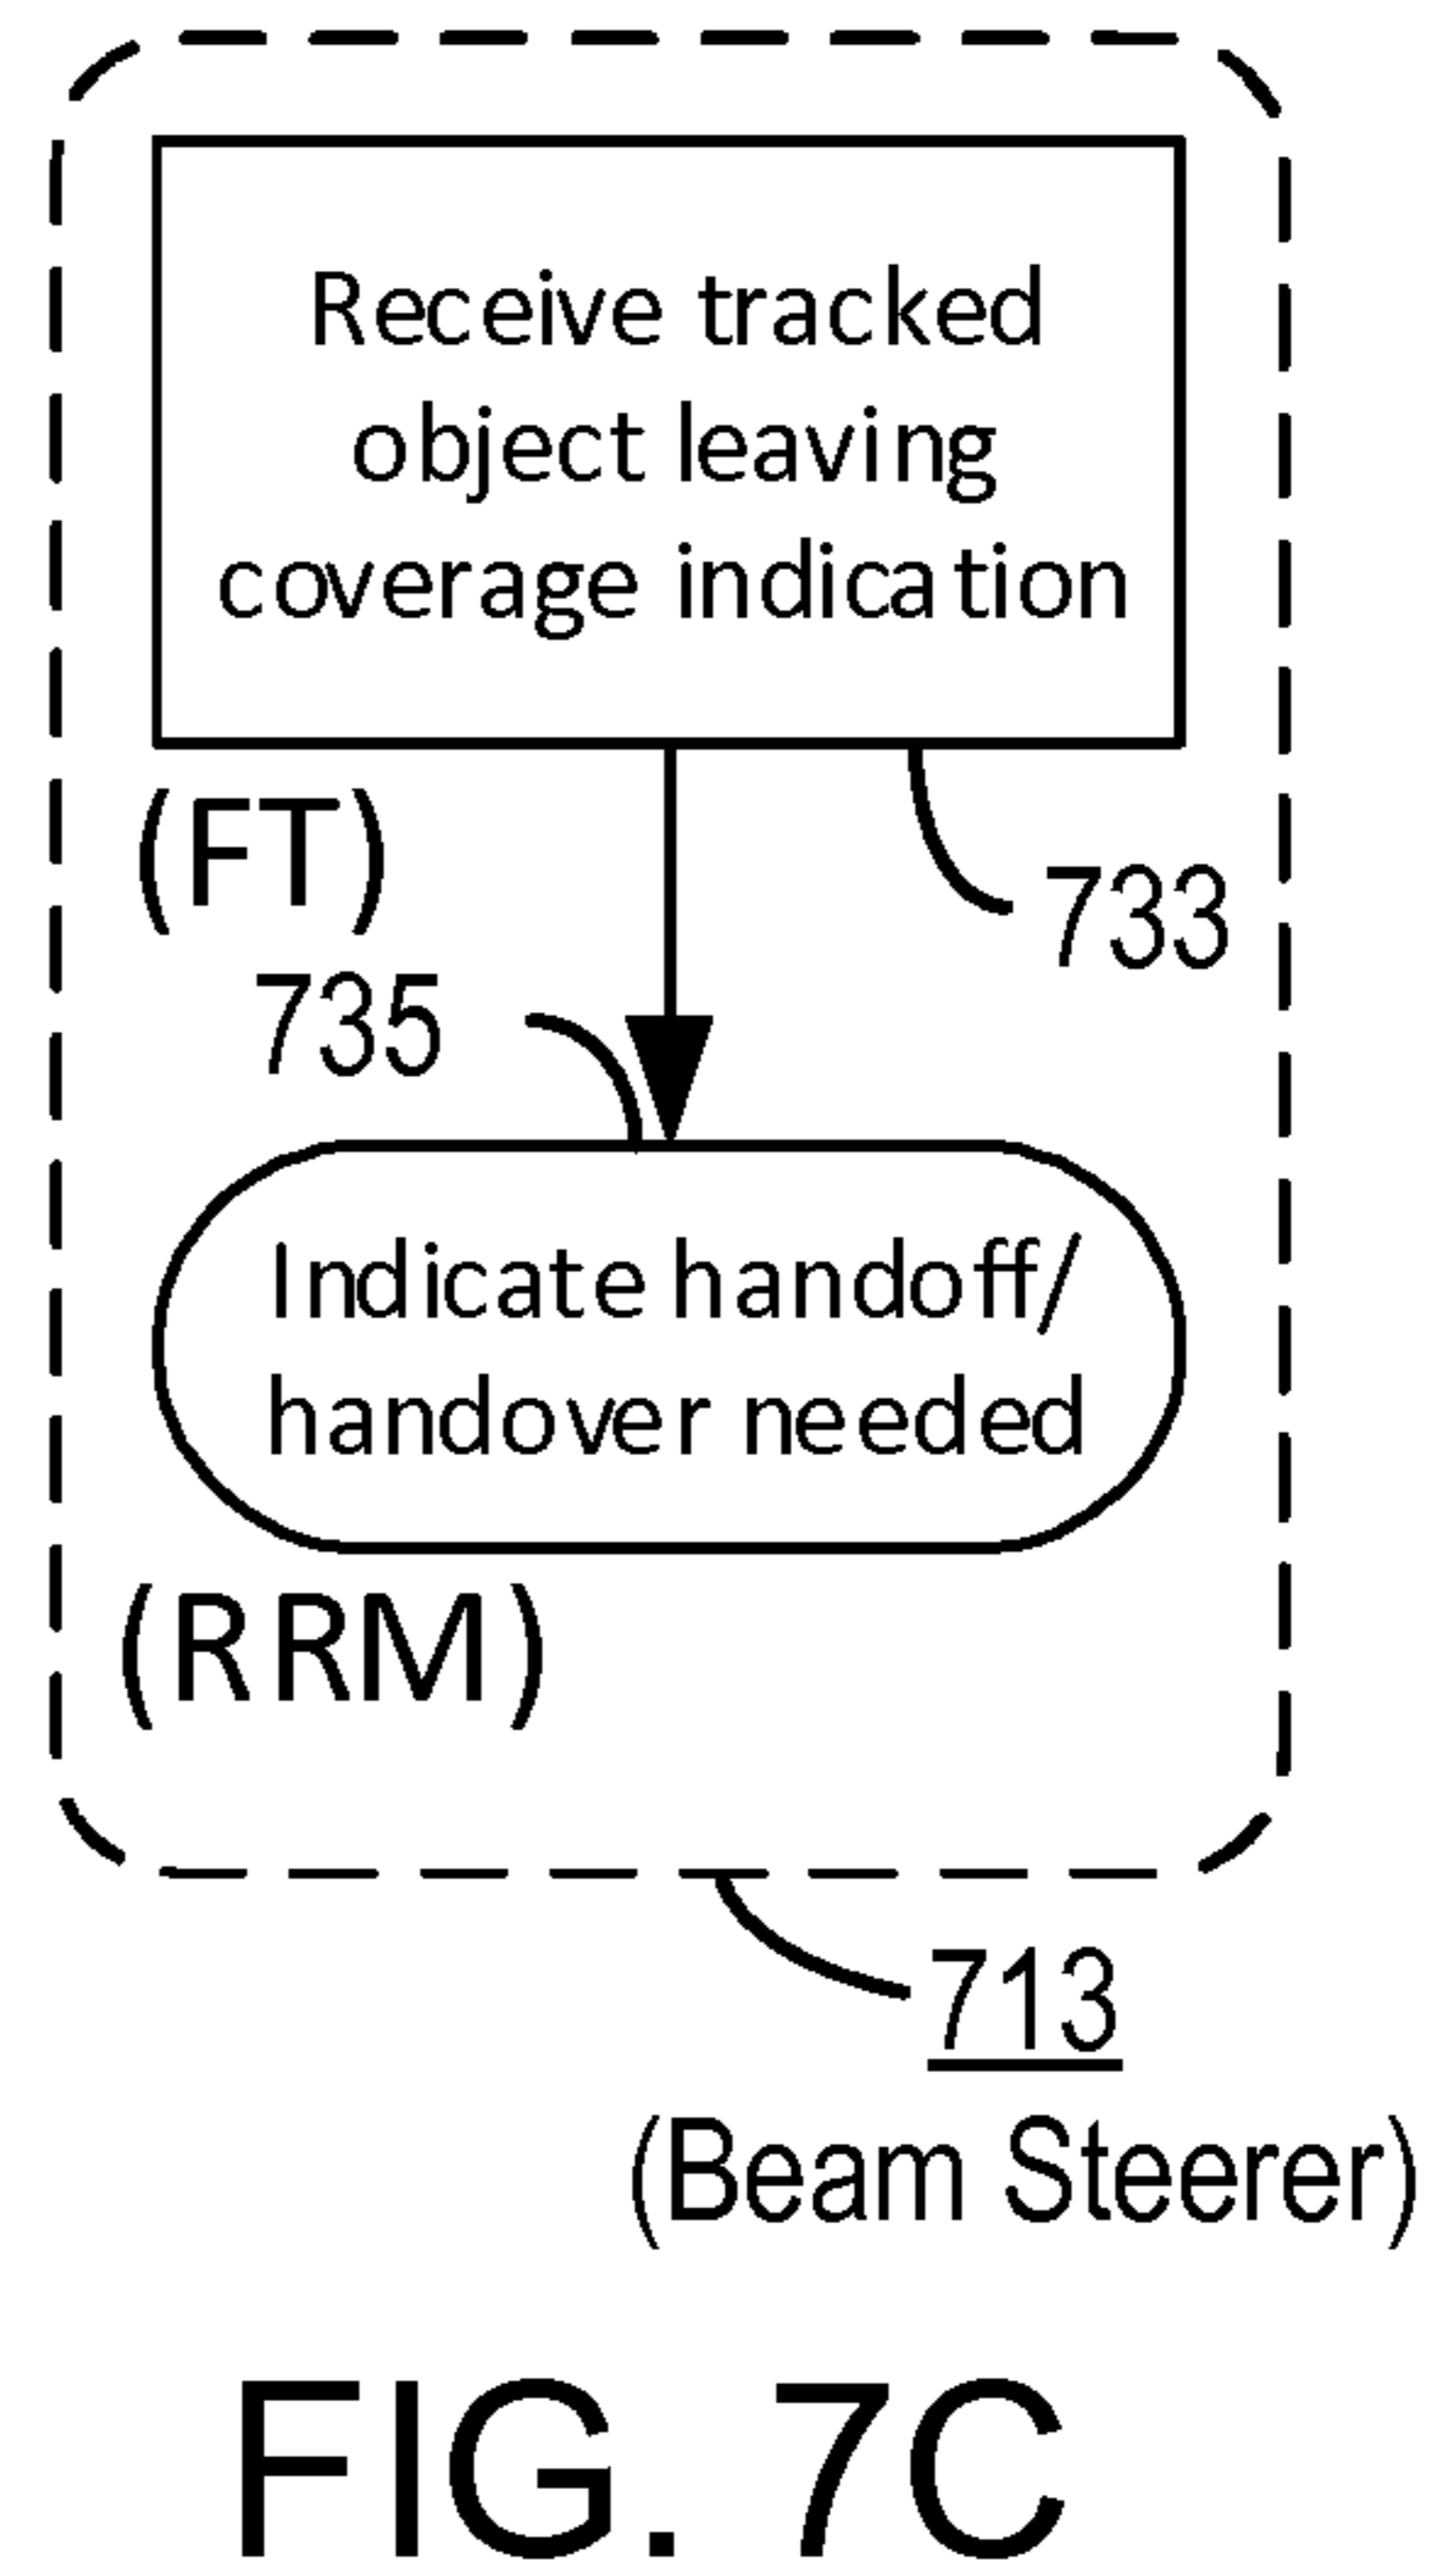 Receive tracked
object leaving
coverage indication
(FT)
733
735
Indicate handoff/
handover needed
(RRM)
713
(Beam Steerer)
FIG. 7C